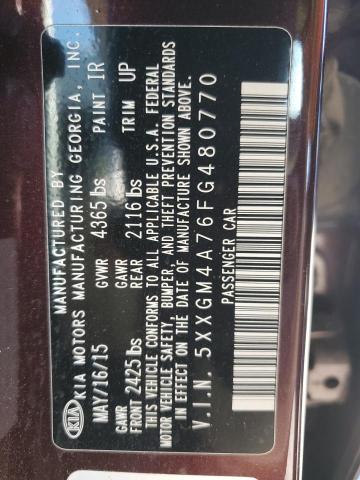 KIA
MANUFACTURED BY
KIA MOTORS MANUFACTURING GEORGIA, INC.
MAY/16/15 GVWR 4365 lbs PAINT IR
GAWR FRONT 2425 lbs GAWR REAR 2116 lbs TRIM UP
THIS VEHICLE CONFORMS TO ALL APPLICABLE U.S.A. FEDERAL
MOTOR VEHICLE SAFETY, BUMPER, AND THEFT PREVENTION STANDARDS
IN EFFECT ON THE DATE OF MANUFACTURE SHOWN ABOVE.
V.I.N. 5XXGM4A76FG480770
PASSENGER CAR